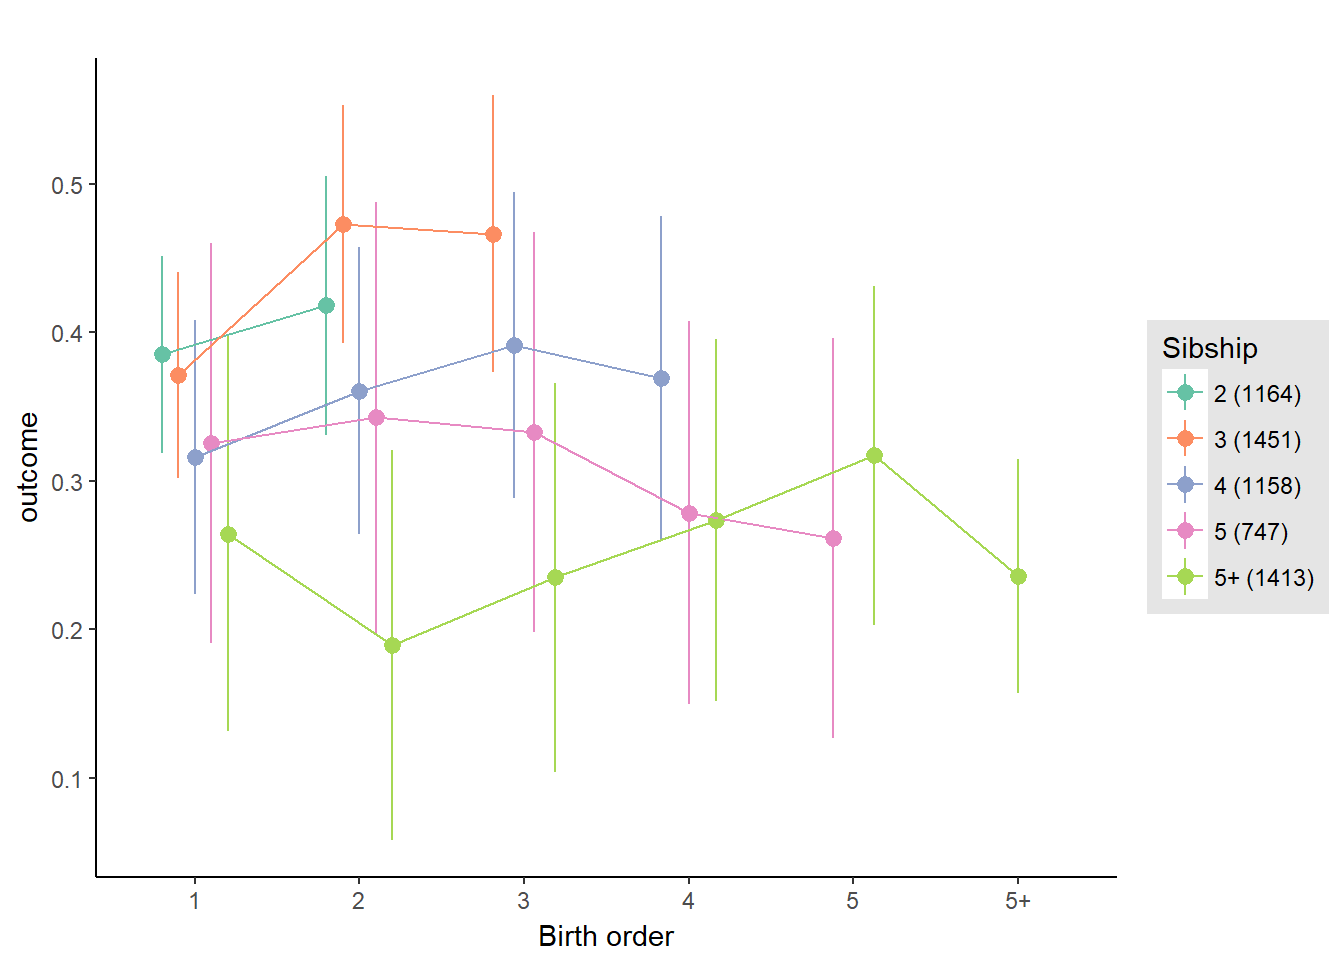 0.5
0.4
0.3
0.2
0.1
outcome
1 2 3 4 5 5+
Birth order
Sibship
2 (1164)
3 (1451)
4 (1158)
5 (747)
5+ (1413)